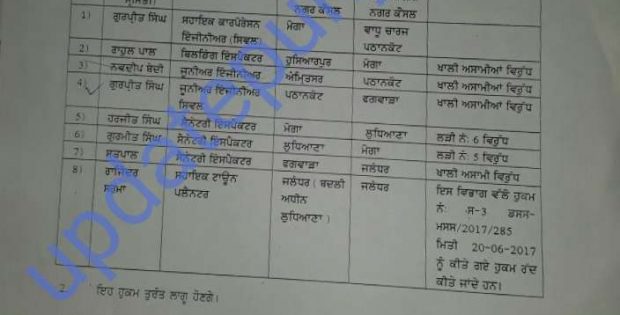 ਨਗਰ ਕੌਂਸਲ ਨਗਰ ਕੌਂਸਲ
1) ਗੁਰਪ੍ਰੀਤ ਸਿੰਘ ਸਹਾਇਕ ਕਾਰਪੋਰੇਸਨ ਮੋਗਾ ਵਾਧੂ ਚਾਰਜ
ਇੰਜੀਨੀਅਰ (ਸਿਵਲ) ਪਠਾਨਕੋਟ
2) ਰਾਹੁਲ ਪਾਲ ਬਿਲਡਿੰਗ ਇੰਸਪੈਕਟਰ ਹੁਸਿਆਰਪੁਰ ਮੋਗਾ ਖਾਲੀ ਅਸਾਮੀਆਂ ਵਿਰੁੱਧ
3) ਨਵਦੀਪ ਬੇਦੀ ਜੂਨੀਅਰ ਇੰਜੀਨੀਅਰ ਅੰਮ੍ਰਿਤਸਰ ਪਠਾਨਕੋਟ ਖਾਲੀ ਅਸਾਮੀਆਂ ਵਿਰੁੱਧ
4) ਗੁਰਪ੍ਰੀਤ ਸਿੰਘ ਜੂਨੀਅਰ ਇੰਜੀਨੀਅਰ ਪਠਾਨਕੋਟ ਫਗਵਾੜਾ ਖਾਲੀ ਅਸਾਮੀਆਂ ਵਿਰੁੱਧ
ਸਿਵਲ
5) ਹਰਜੀਤ ਸਿੰਘ ਸੈਨੇਟਰੀ ਇੰਸਪੈਕਟਰ ਮੋਗਾ ਲੁਧਿਆਣਾ ਲੜੀ ਨੰ: 6 ਵਿਰੁੱਧ
6) ਗੁਰਮੀਤ ਸਿੰਘ ਸੈਨੇਟਰੀ ਇੰਸਪੈਕਟਰ ਲੁਧਿਆਣਾ ਮੋਗਾ ਲੜੀ ਨੰ: 5 ਵਿਰੁੱਧ
7) ਸਤਪਾਲ ਸੈਨੇਟਰੀ ਇੰਸਪੈਕਟਰ ਫਗਵਾੜਾ ਜਲੰਧਰ ਖਾਲੀ ਅਸਾਮੀ ਵਿਰੁੱਧ
8) ਰਾਜਿੰਦਰ ਸਹਾਇਕ ਟਾਊਨ ਜਲੰਧਰ (ਬਦਲੀ ਜਲੰਧਰ ਇਸ ਵਿਭਾਗ ਵੱਲੋਂ ਹੁਕਮ
ਸਰਮਾ ਪਲੈਨਰ ਅਧੀਨ ਨੰ: ਸ-3 ਡਸਸ-
ਲੁਧਿਆਣਾ) ਮਸਸ/2017/285
ਮਿਤੀ 20-06-2017
ਨੂੰ ਕੀਤੇ ਗਏ ਹੁਕਮ ਰੱਦ
ਕੀਤੇ ਜਾਂਦੇ ਹਨ।
2. ਇਹ ਹੁਕਮ ਤੁਰੰਤ ਲਾਗੂ ਹੋਣਗੇ।